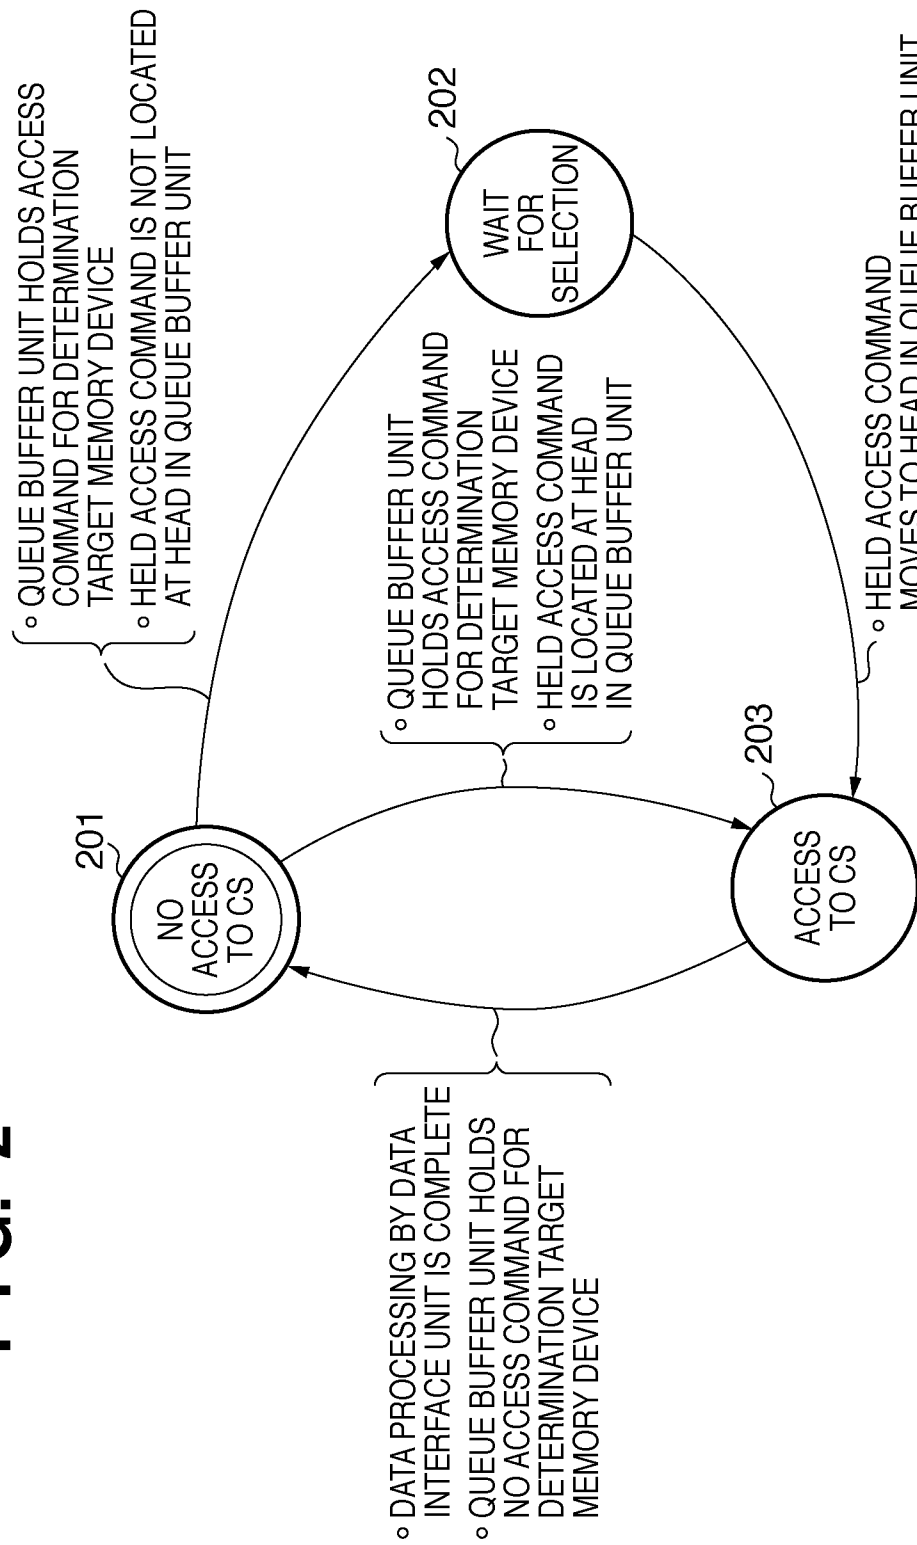 FIG. 2
QUEUE BUFFER UNIT HOLDS ACCESS
COMMAND FOR DETERMINATION
TARGET MEMORY DEVICE
HELD ACCESS COMMAND IS NOT LOCATED
AT HEAD IN QUEUE BUFFER UNIT
201
NO
ACCESS
TO CS
202
WAIT
FOR
SELECTION
DATA PROCESSING BY DATA
INTERFACE UNIT IS COMPLETE
QUEUE BUFFER UNIT HOLDS
NO ACCESS COMMAND FOR
DETERMINATION TARGET
MEMORY DEVICE
QUEUE BUFFER UNIT
HOLDS ACCESS COMMAND
FOR DETERMINATION
TARGET MEMORY DEVICE
HELD ACCESS COMMAND
IS LOCATED AT HEAD
IN QUEUE BUFFER UNIT
203
ACCESS
TO CS
HELD ACCESS COMMAND
MOVES TO HEAD IN QUEUE BUFFER UNIT